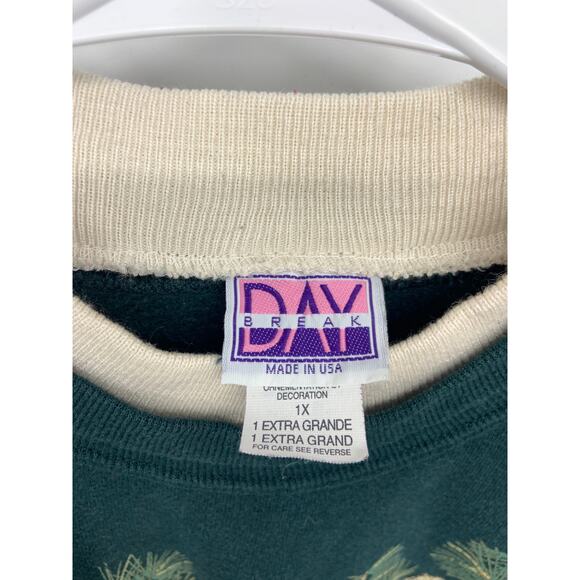 DAY
BREAK
MADE IN USA
DECORATION
1X
1 EXTRA GRANDE
1 EXTRA GRAND
FOR CARE SEE REVERSE